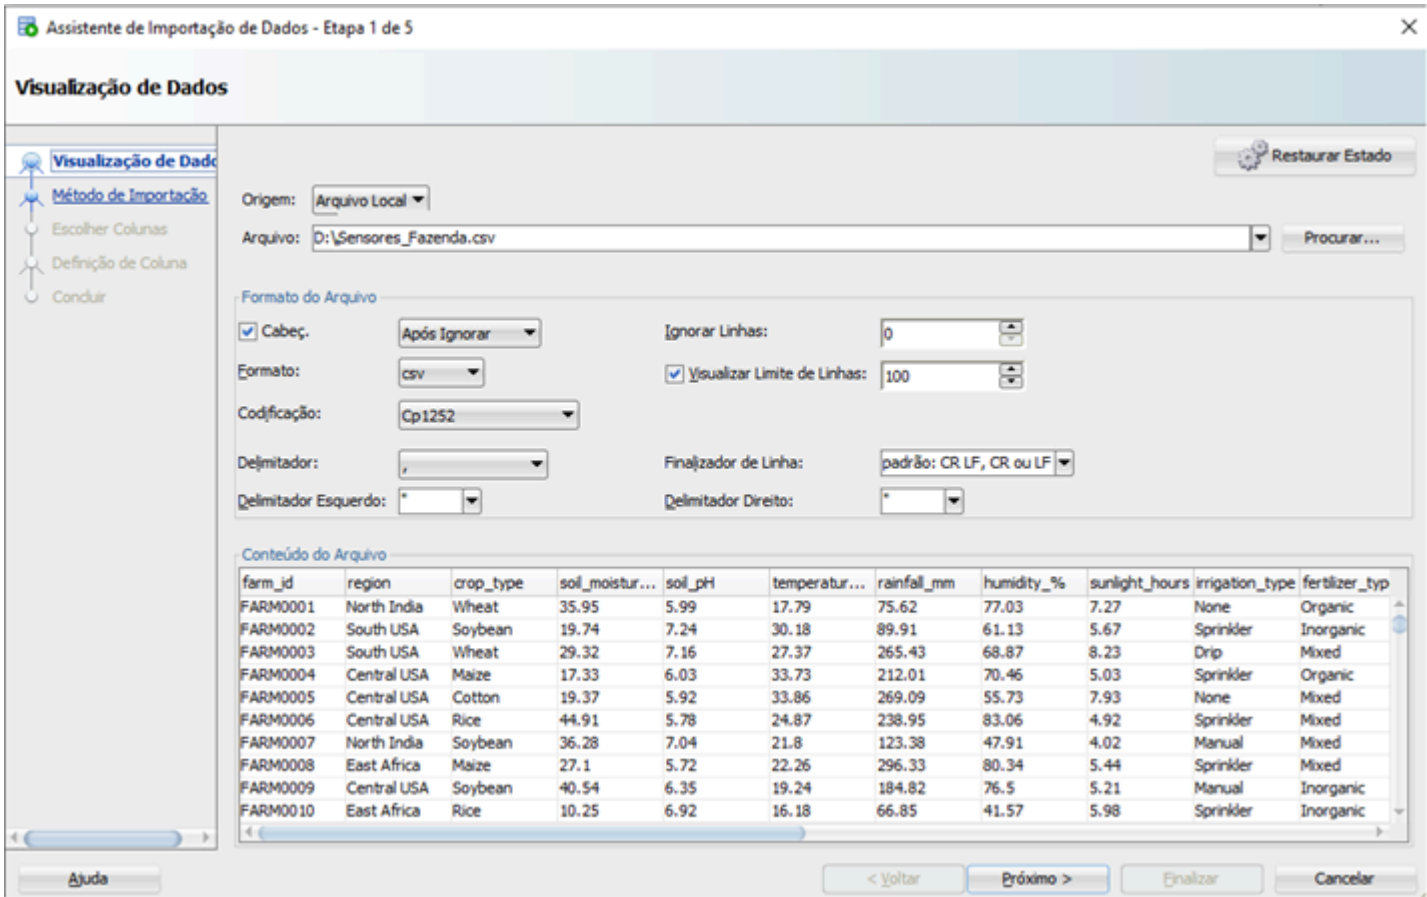 Assistente de Importação de Dados - Etapa 1 de 5
Visualização de Dados
Visualização de Dado
Método de Importação
Escolher Colunas
Definição de Coluna
Concluir
Restaurar Estado
Origem: Arquivo Local
Arquivo: D:\Sensores_Fazenda.csv Procurar...
Formato do Arquivo
Cabeç. Após Ignorar Ignorar Linhas: 0
Formato: csv Visualizar Limite de Linhas: 100
Codificação: Cp1252
Delimitador: , Finalizador de Linha: padrão: CR LF, CR ou LF
Delimitador Esquerdo: " Delimitador Direito: "
Conteúdo do Arquivo
farm_id region crop_type soil_moistur... soil_pH temperatur... rainfall_mm humidity_% sunlight_hours irrigation_type fertilizer_typ
FARM0001 North India Wheat 35.95 5.99 17.79 75.62 77.03 7.27 None Organic
FARM0002 South USA Soybean 19.74 7.24 30.18 89.91 61.13 5.67 Sprinkler Inorganic
FARM0003 South USA Wheat 29.32 7.16 27.37 265.43 68.87 8.23 Drip Mixed
FARM0004 Central USA Maize 17.33 6.03 33.73 212.01 70.46 5.03 Sprinkler Organic
FARM0005 Central USA Cotton 19.37 5.92 33.86 269.09 55.73 7.93 None Mixed
FARM0006 Central USA Rice 44.91 5.78 24.87 238.95 83.06 4.92 Sprinkler Mixed
FARM0007 North India Soybean 36.28 7.04 21.8 123.38 47.91 4.02 Manual Mixed
FARM0008 East Africa Maize 27.1 5.72 22.26 296.33 80.34 5.44 Sprinkler Mixed
FARM0009 Central USA Soybean 40.54 6.35 19.24 184.82 76.5 5.21 Manual Inorganic
FARM0010 East Africa Rice 10.25 6.92 16.18 66.85 41.57 5.98 Sprinkler Inorganic
Ajuda < Voltar Próximo > Finalizar Cancelar